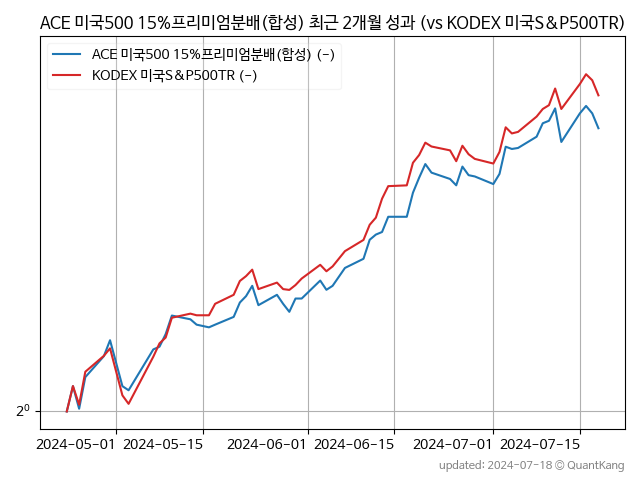 ACE 미국500 15%프리미엄분배(합성) 최근 2개월 성과 (vs KODEX 미국S&P500TR)
ACE 미국500 15%프리미엄분배(합성) (-)
KODEX 미국S&P500TR (-)
2⁰
2024-05-01 2024-05-15 2024-06-01 2024-06-15 2024-07-01 2024-07-15
updated: 2024-07-18 © QuantKang